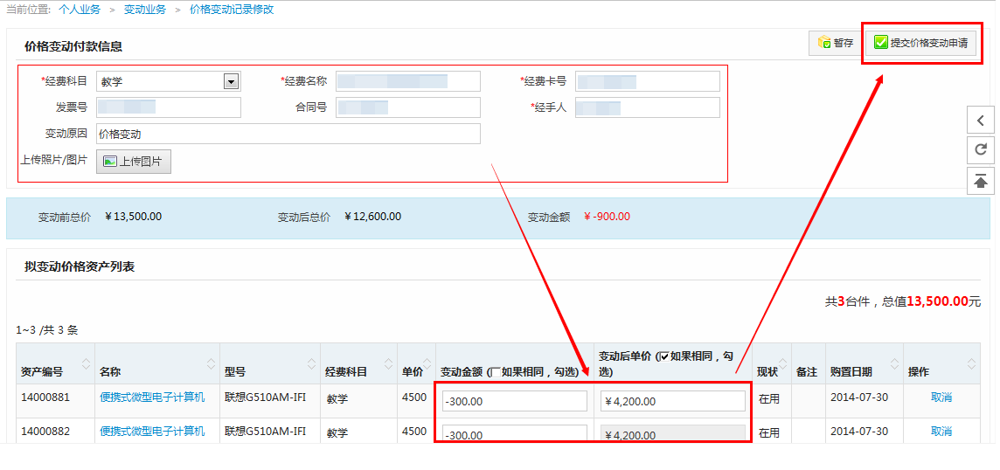 当前位置: 个人业务 > 变动业务 > 价格变动记录修改
价格变动付款信息 暂存 提交价格变动申请
*经费科目 教学 *经费名称 *经费卡号
发票号 合同号 *经手人
变动原因 价格变动
上传照片/图片 上传图片
变动前总价 ￥13,500.00 变动后总价 ￥12,600.00 变动金额 ￥-900.00
拟变动价格资产列表
共3台件，总值13,500.00元
1~3 /共 3 条
资产编号 名称 型号 经费科目 单价 变动金额 (如果相同，勾选) 变动后单价 (如果相同，勾选) 现状 备注 购置日期 操作
14000881 便携式微型电子计算机 联想G510AM-IFI 教学 4500 -300.00 ￥4,200.00 在用 2014-07-30 取消
14000882 便携式微型电子计算机 联想G510AM-IFI 教学 4500 -300.00 ￥4,200.00 在用 2014-07-30 取消